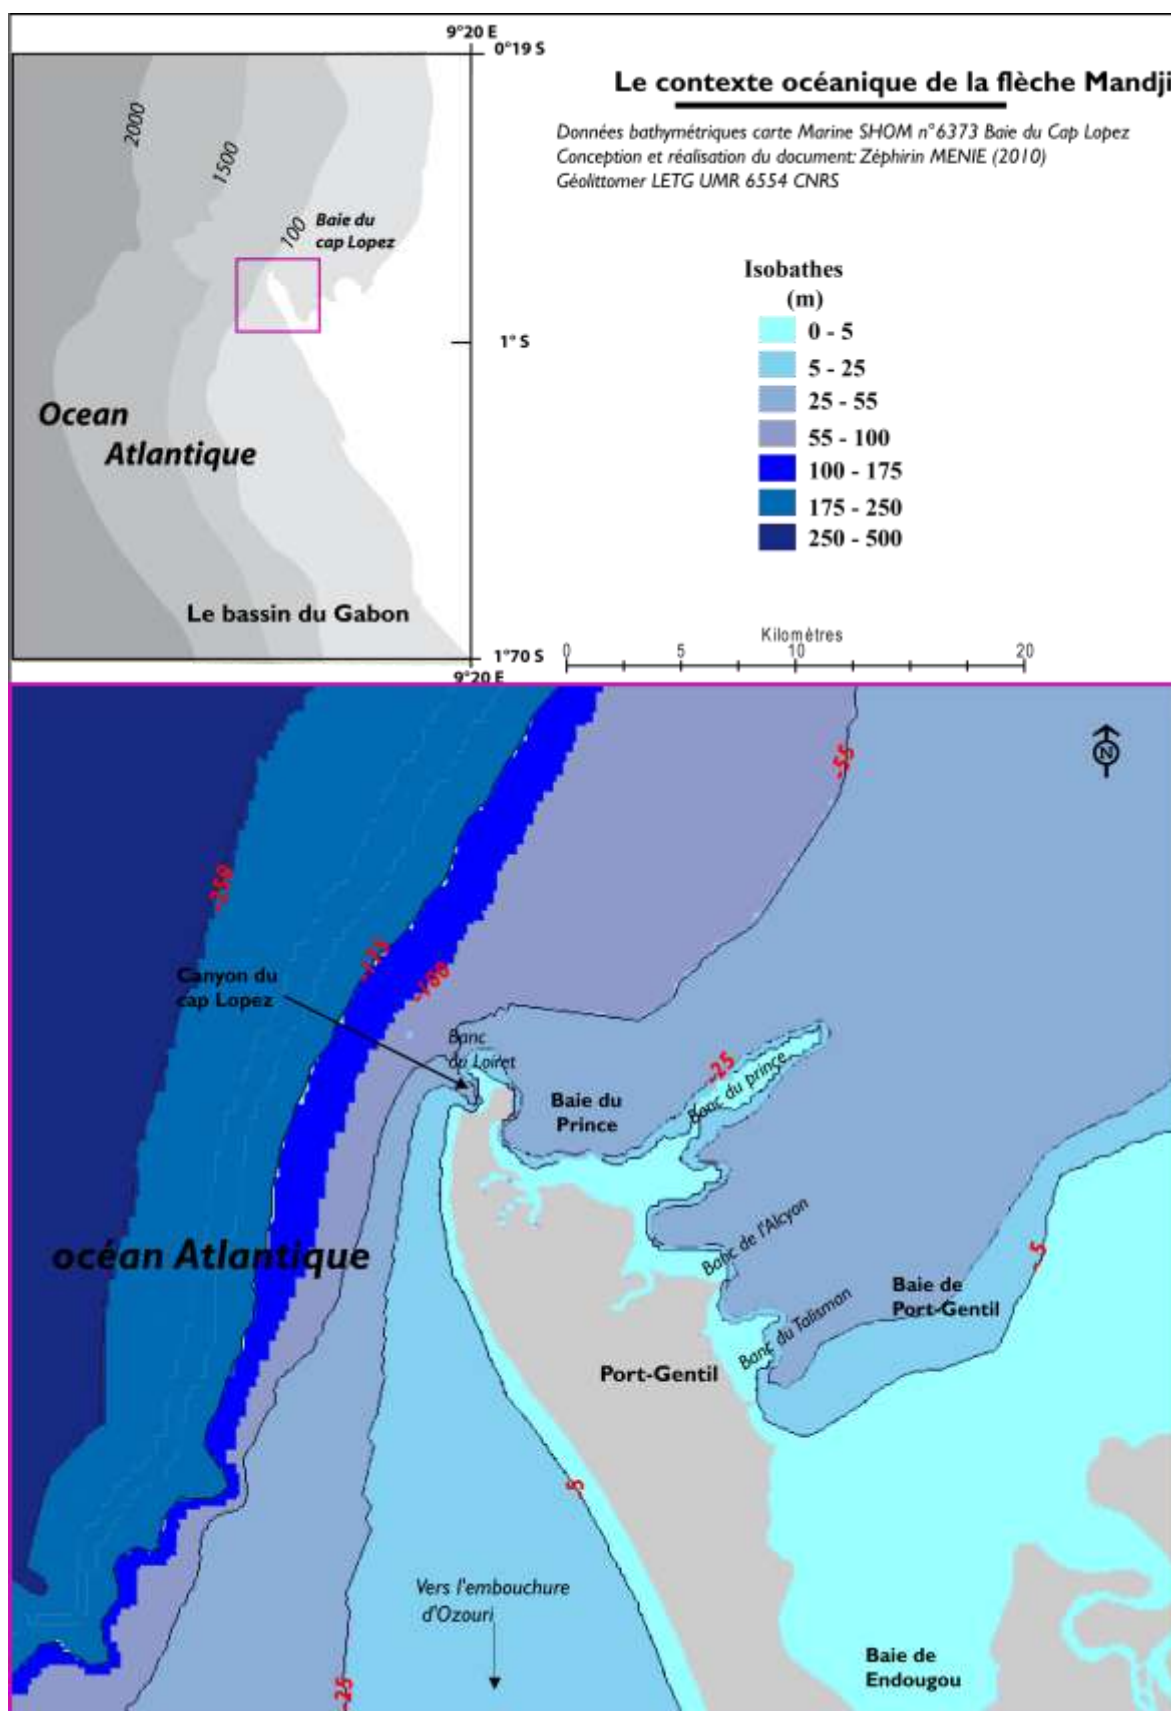 9°20 E
0°19 S
Le contexte océanique de la flèche Mandji
Données bathymétriques carte Marine SHOM n°6373 Baie du Cap Lopez
Conception et réalisation du document: Zéphirin MENIE (2010)
Géolittomer LETG UMR 6554 CNRS
2000
1500
100
Baie du
cap Lopez
Isobathes
(m)
0 - 5
5 - 25
25 - 55
55 - 100
100 - 175
175 - 250
250 - 500
1° S
Ocean
Atlantique
Le bassin du Gabon
1°70 S
9°20 E
Kilomètres
0 5 10 20
N
-55
-250
-175
-100
Canyon du
cap Lopez
Banc
du Loiret
-25
Banc du prince
Baie du
Prince
océan Atlantique
Banc de l'Alcyon
-5
Baie de
Port-Gentil
Banc du Talisman
Port-Gentil
-5
Vers l'embouchure
d'Ozouri
-25
Baie de
Endougou